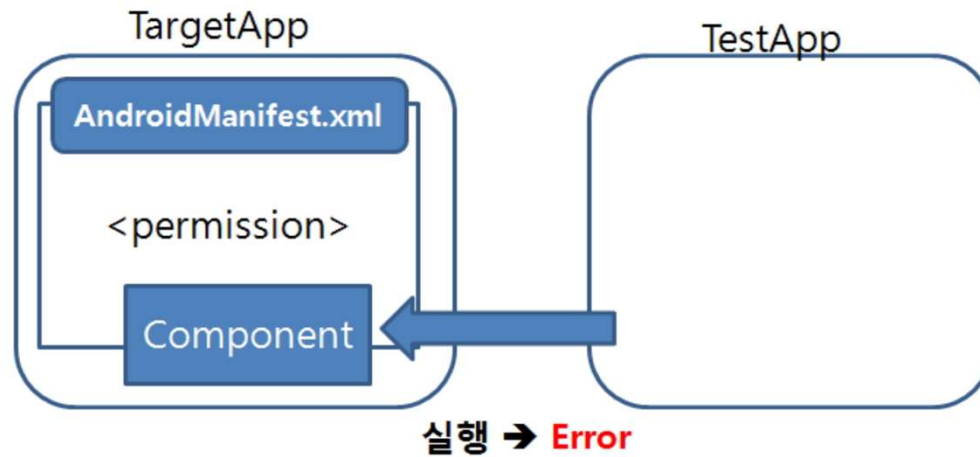 TargetApp
TestApp
AndroidManifest.xml
<permission>
Component
실행 ➔ Error